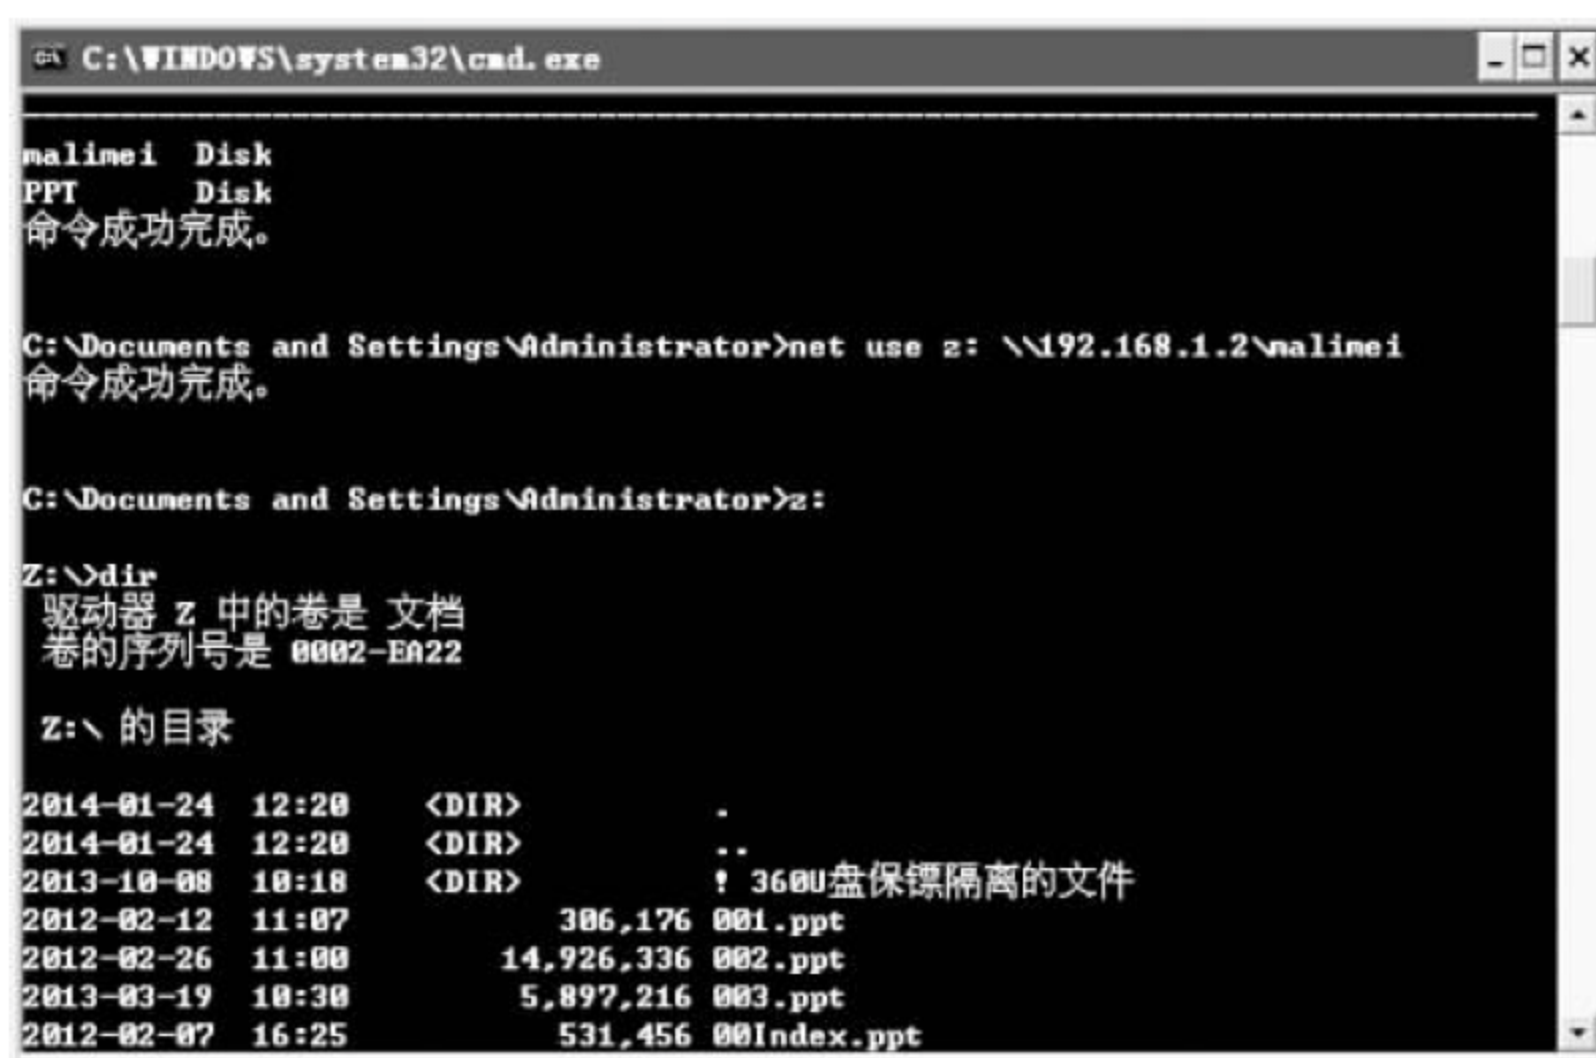 C:\WINDOWS\system32\cmd.exe
malimei Disk
PPT Disk
命令成功完成。
C:\Documents and Settings\Administrator>net use z: \\192.168.1.2\malimei
命令成功完成。
C:\Documents and Settings\Administrator>z:
Z:\>dir
驱动器 Z 中的卷是 文档
卷的序列号是 0002-EA22
Z:\ 的目录
2014-01-24 12:20 <DIR> .
2014-01-24 12:20 <DIR> ..
2013-10-08 10:18 <DIR> ! 360U盘保镖隔离的文件
2012-02-12 11:07 306,176 001.ppt
2012-02-26 11:00 14,926,336 002.ppt
2013-03-19 10:30 5,897,216 003.ppt
2012-02-07 16:25 531,456 00Index.ppt